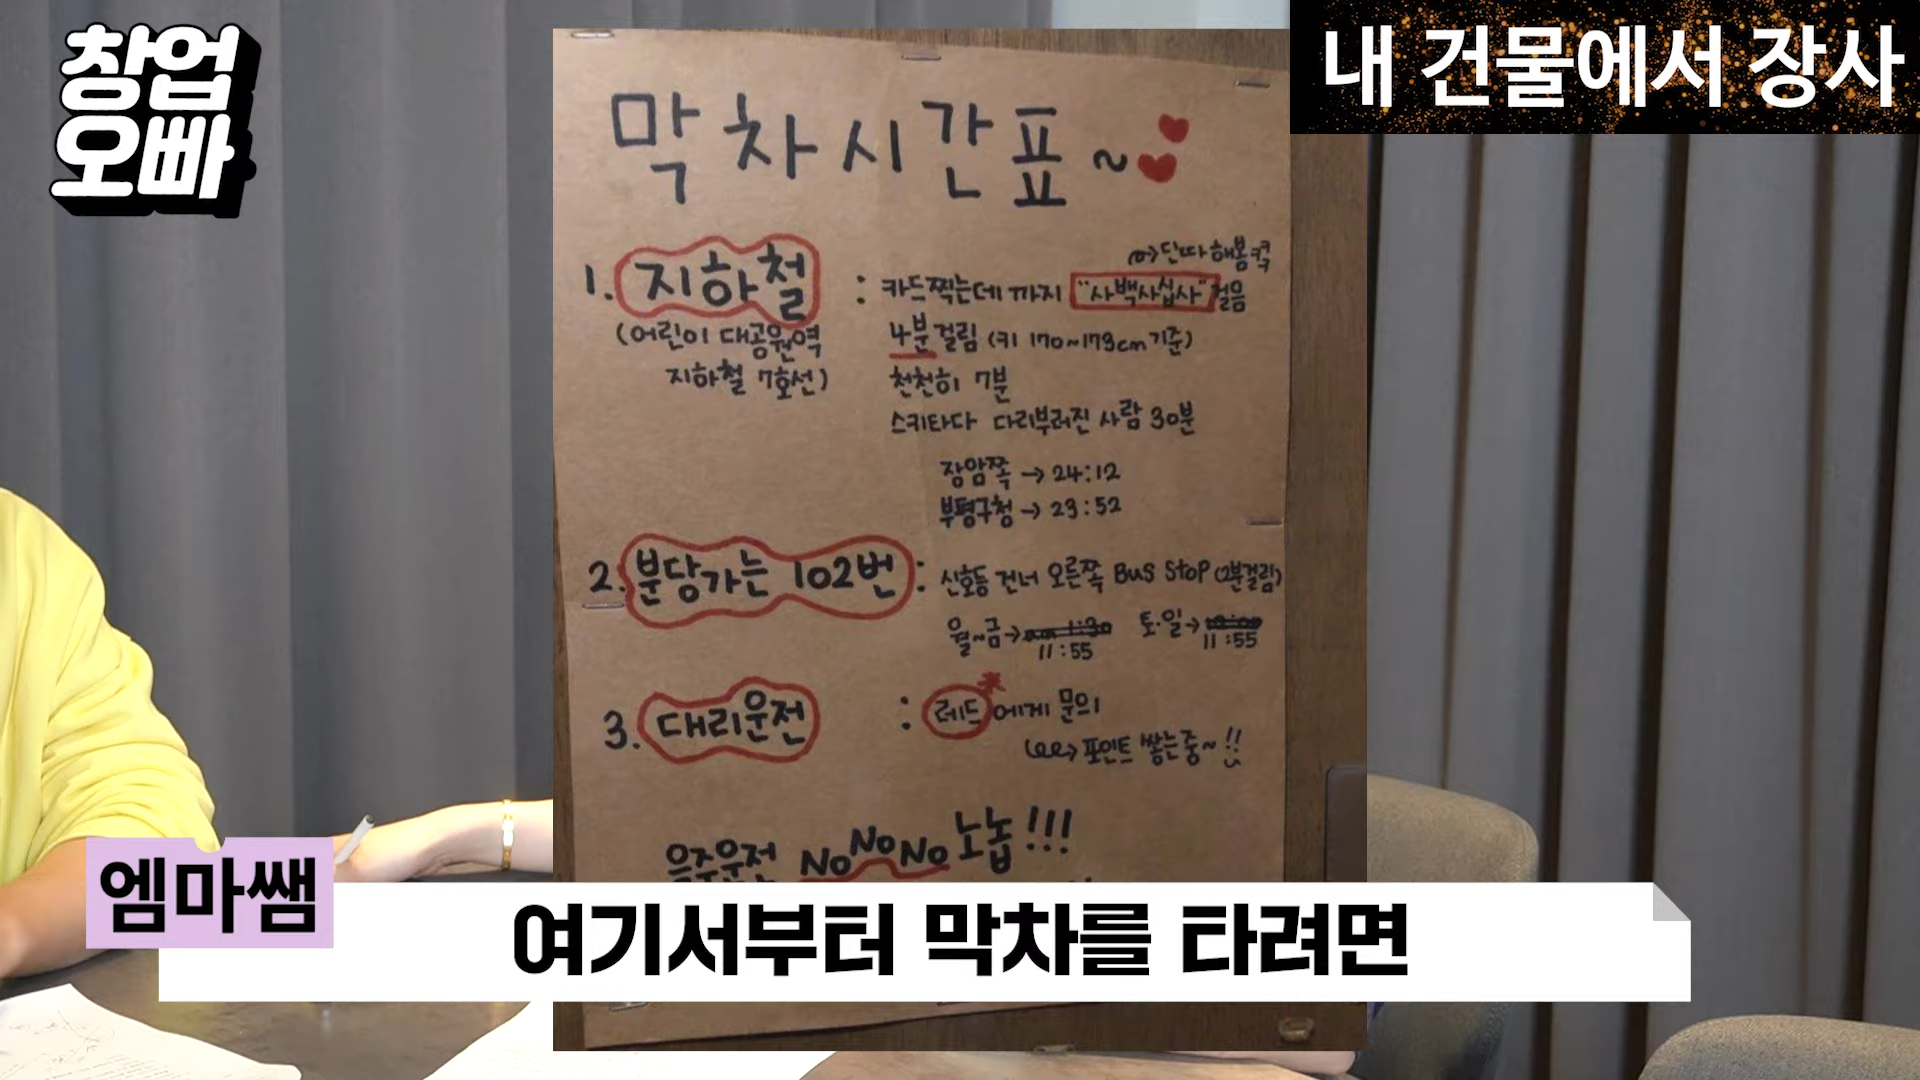 창업
오빠
내 건물에서 장사
막차시간표~
1. 지하철 : 카드찍는데 까지 "사백사십사" 걸음
→단따 해봄 ㅋㅋ
(어린이 대공원역
지하철 7호선)
4분 걸림 (키 170~173cm 기준)
천천히 7분
스키타다 다리부러진 사람 30분
장암쪽 → 24:12
부평구청 → 23:52
2. 분당가는 102번 : 신호등 건너 오른쪽 BUS STOP (2분걸림)
월~금→ 토·일→
11:55 11:55
3. 대리운전 : 레드에게 문의
포인트 쌓는중~!!
음주운전 NO NO NO 노놉!!!
엠마쌤
여기서부터 막차를 타려면